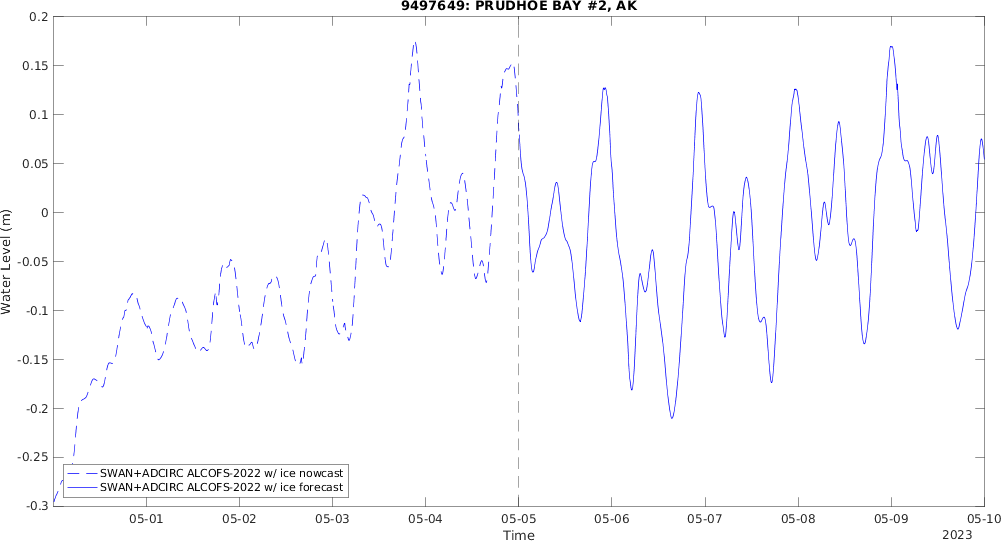 9497649: PRUDHOE BAY #2, AK
0.2
0.15
0.1
0.05
0
-0.05
-0.1
-0.15
-0.2
-0.25
-0.3
Water Level (m)
SWAN+ADCIRC ALCOFS-2022 w/ ice nowcast
SWAN+ADCIRC ALCOFS-2022 w/ ice forecast
05-01 05-02 05-03 05-04 05-05 05-06 05-07 05-08 05-09 05-10
Time
2023